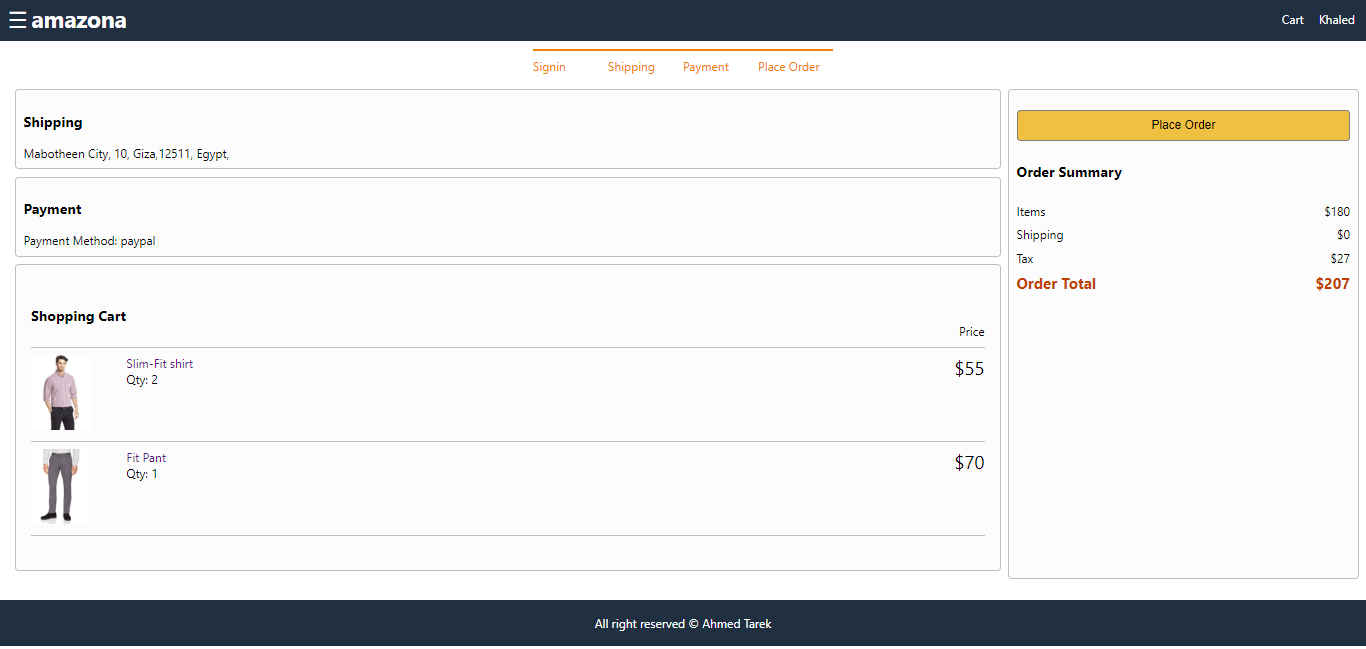 ☰ amazona
Cart Khaled
Signin Shipping Payment Place Order
Shipping
Mabotheen City, 10, Giza,12511, Egypt,
Payment
Payment Method: paypal
Shopping Cart
Price
Slim-Fit shirt
Qty: 2
$55
Fit Pant
Qty: 1
$70
Place Order
Order Summary
Items $180
Shipping $0
Tax $27
Order Total $207
All right reserved © Ahmed Tarek